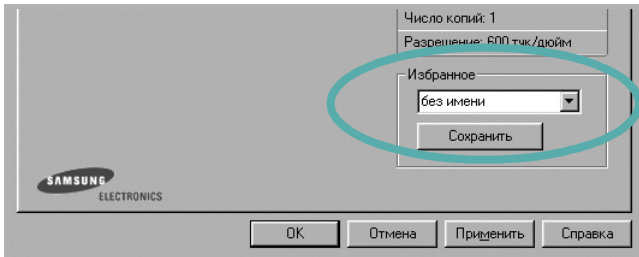 Число копий: 1
Разрешение: 600 тчк/дюйм
Избранное
без имени
Сохранить
SAMSUNG
ELECTRONICS
OK
Отмена
Применить
Справка